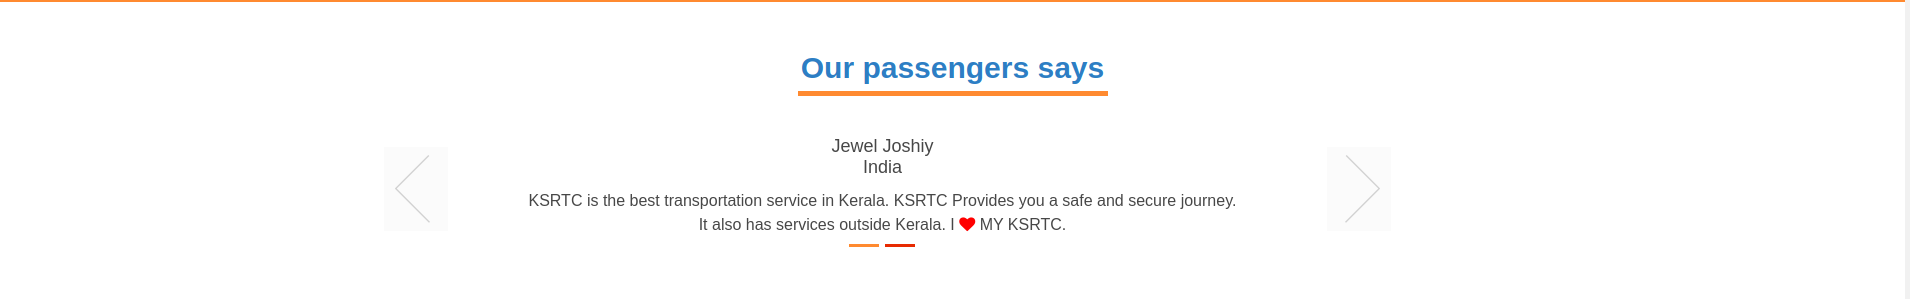 Our passengers says
Jewel Joshiy
India
KSRTC is the best transportation service in Kerala. KSRTC Provides you a safe and secure journey.
It also has services outside Kerala. I ❤ MY KSRTC.